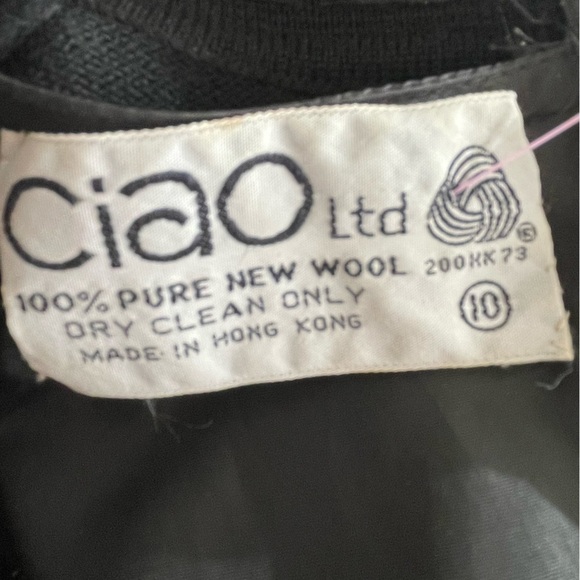 Ciao Ltd
200HK73
100% PURE NEW WOOL
DRY CLEAN ONLY
MADE IN HONG KONG
10